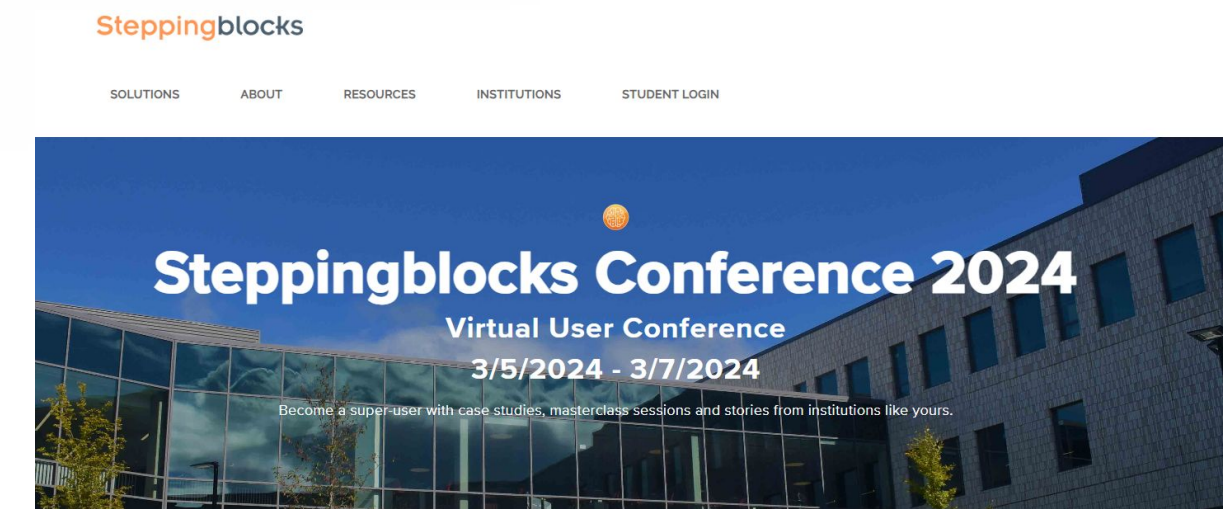 Steppingblocks
SOLUTIONS ABOUT RESOURCES INSTITUTIONS STUDENT LOGIN
Steppingblocks Conference 2024
Virtual User Conference
3/5/2024 - 3/7/2024
Become a super-user with case studies, masterclass sessions and stories from institutions like yours.